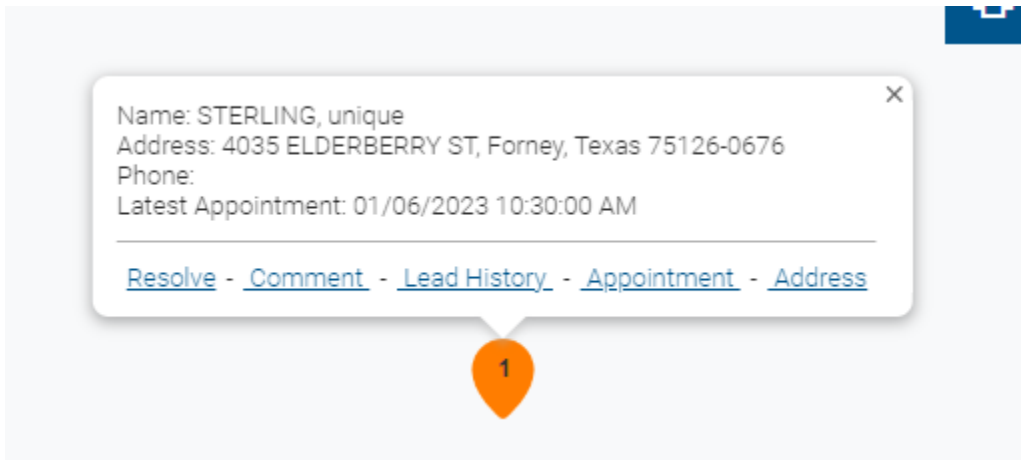 Name: STERLING, unique
Address: 4035 ELDERBERRY ST, Forney, Texas 75126-0676
Phone:
Latest Appointment: 01/06/2023 10:30:00 AM
Resolve - Comment - Lead History - Appointment - Address
1